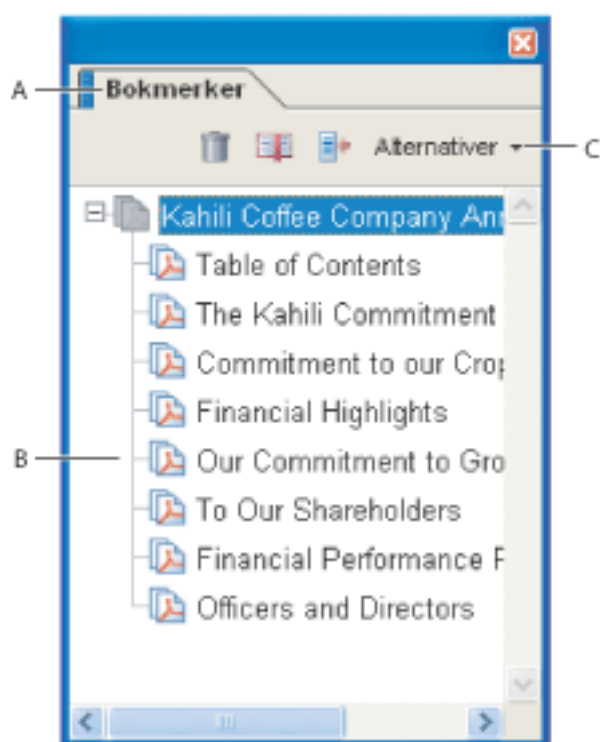 A
Bokmerker
Alternativer
C
Kahili Coffee Company Ann
Table of Contents
The Kahili Commitment
Commitment to our Crop
Financial Highlights
B
Our Commitment to Gro
To Our Shareholders
Financial Performance F
Officers and Directors